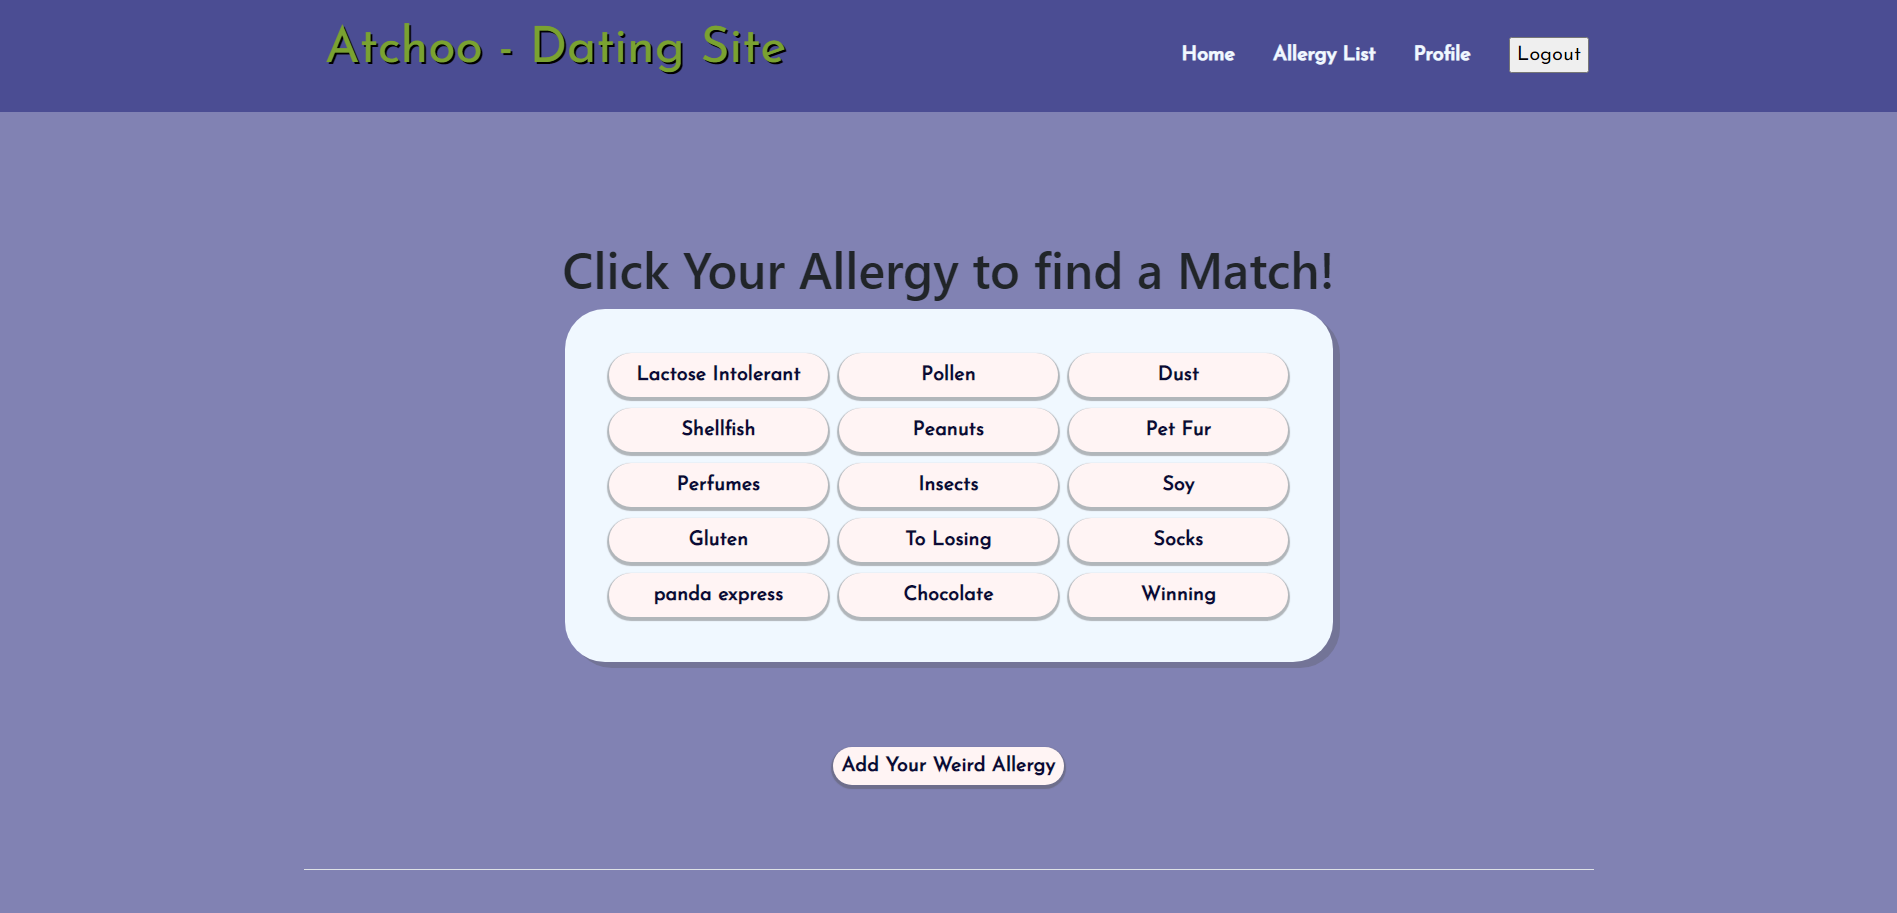 Atchoo - Dating Site
Home Allergy List Profile Logout
Click Your Allergy to find a Match!
Lactose Intolerant Pollen Dust
Shellfish Peanuts Pet Fur
Perfumes Insects Soy
Gluten To Losing Socks
panda express Chocolate Winning
Add Your Weird Allergy